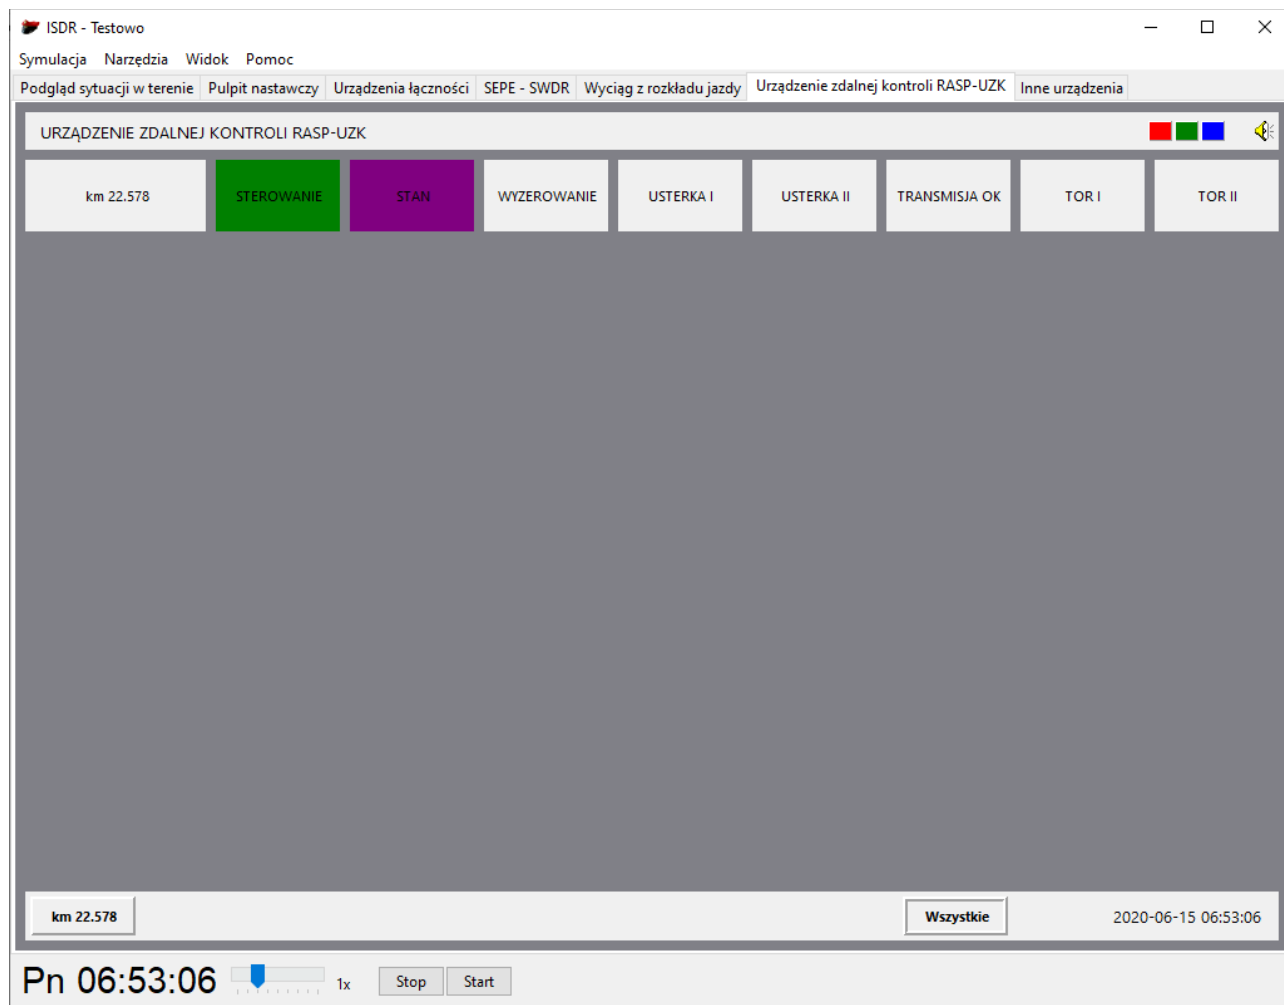 ISDR - Testowo
Symulacja Narzędzia Widok Pomoc
Podgląd sytuacji w terenie Pulpit nastawczy Urządzenia łączności SEPE - SWDR Wyciąg z rozkładu jazdy Urządzenie zdalnej kontroli RASP-UZK Inne urządzenia
URZĄDZENIE ZDALNEJ KONTROLI RASP-UZK
km 22.578 STEROWANIE STAN WYZEROWANIE USTERKA I USTERKA II TRANSMISJA OK TOR I TOR II
km 22.578 Wszystkie 2020-06-15 06:53:06
Pn 06:53:06 1x Stop Start